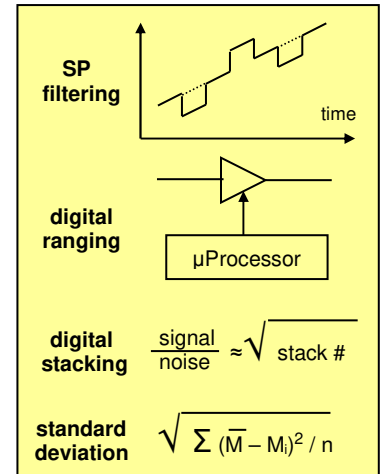 SP
filtering
time
digital
ranging
µProcessor
digital
stacking
signal
noise
≈ √ stack #
standard
deviation
√ Σ (M̅ – Mᵢ)² / n